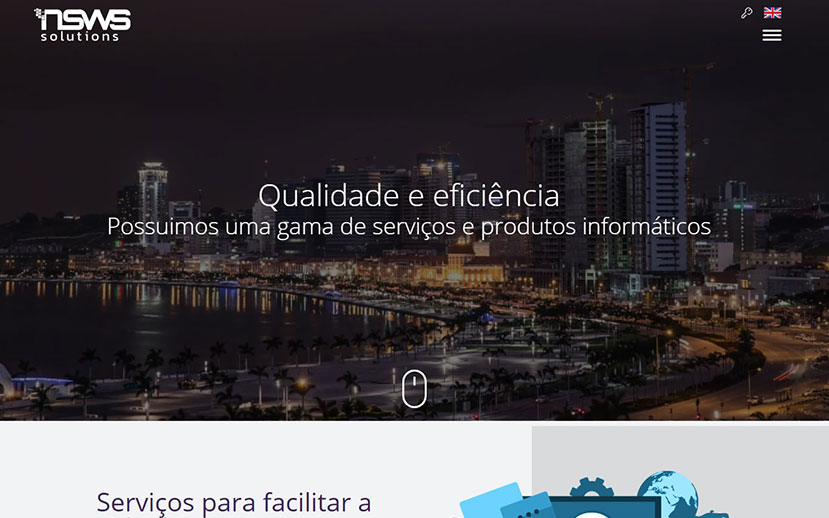 nsws
solutions
Qualidade e eficiência
Possuimos uma gama de serviços e produtos informáticos
Serviços para facilitar a